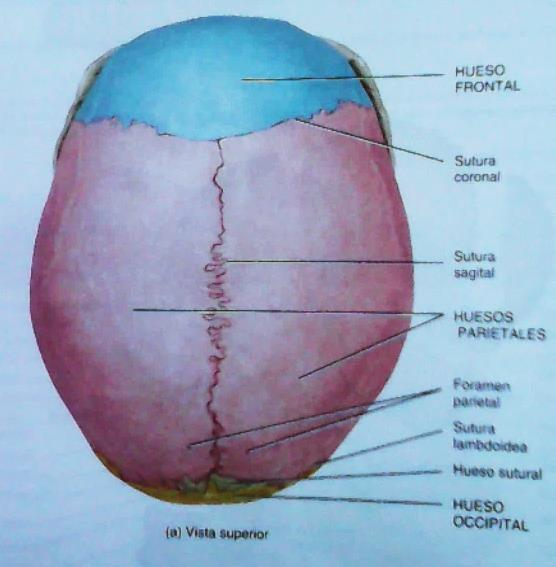 HUESO
FRONTAL
Sutura
coronal
Sutura
sagital
HUESOS
PARIETALES
Foramen
parietal
Sutura
lambdoidea
Hueso sutural
HUESO
OCCIPITAL
(a) Vista superior